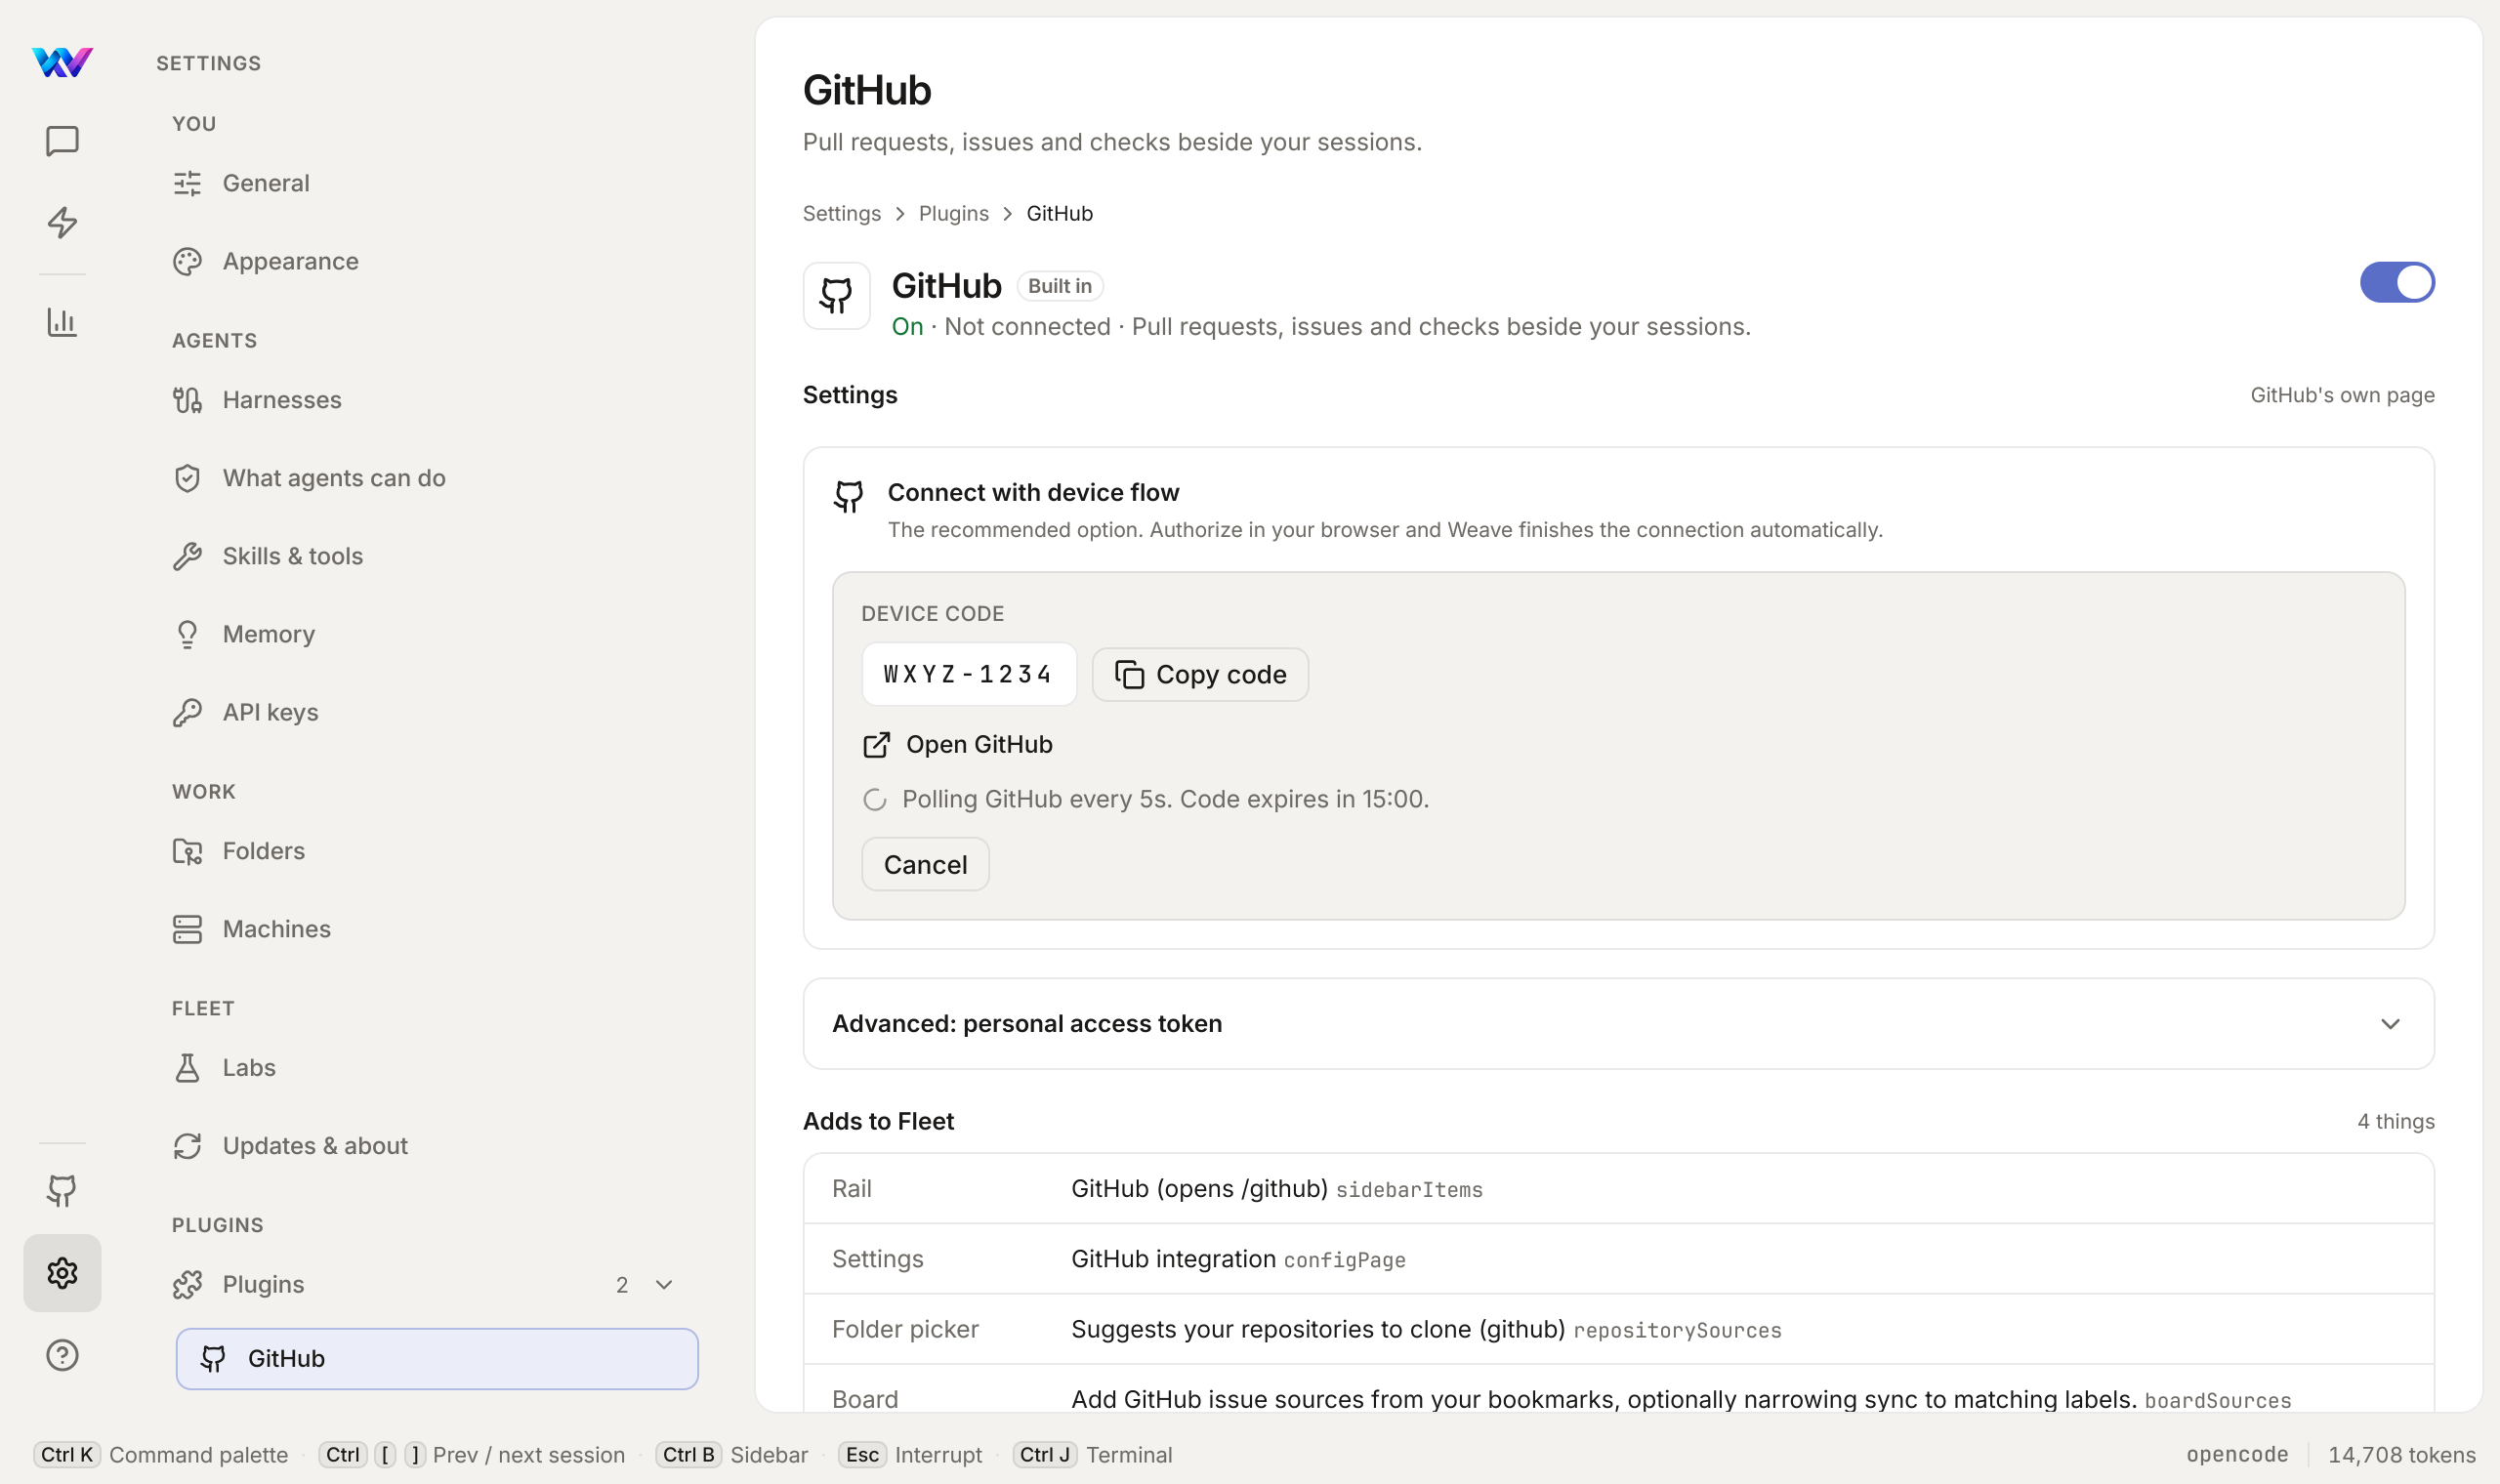 SETTINGS
YOU
General
Appearance
AGENTS
Harnesses
What agents can do
Skills & tools
Memory
API keys
WORK
Folders
Machines
FLEET
Labs
Updates & about
PLUGINS
Plugins 2
GitHub
GitHub
Pull requests, issues and checks beside your sessions.
Settings > Plugins > GitHub
GitHub Built in
On · Not connected · Pull requests, issues and checks beside your sessions.
Settings GitHub's own page
Connect with device flow
The recommended option. Authorize in your browser and Weave finishes the connection automatically.
DEVICE CODE
WXYZ-1234 Copy code
Open GitHub
Polling GitHub every 5s. Code expires in 15:00.
Cancel
Advanced: personal access token
Adds to Fleet 4 things
Rail GitHub (opens /github) sidebarItems
Settings GitHub integration configPage
Folder picker Suggests your repositories to clone (github) repositorySources
Board Add GitHub issue sources from your bookmarks, optionally narrowing sync to matching labels. boardSources
Ctrl K Command palette · Ctrl [ ] Prev / next session · Ctrl B Sidebar · Esc Interrupt · Ctrl J Terminal
opencode 14,708 tokens